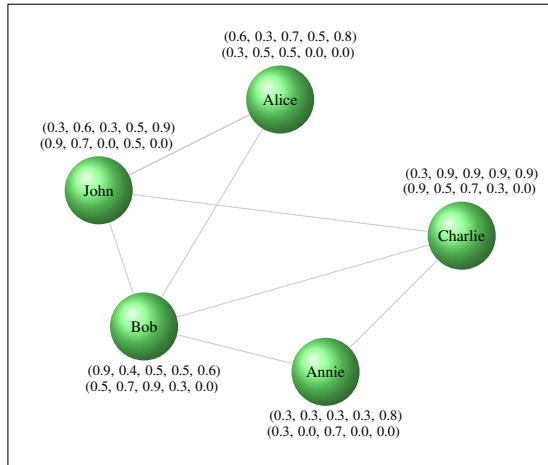 (0.6, 0.3, 0.7, 0.5, 0.8)
(0.3, 0.5, 0.5, 0.0, 0.0)
Alice
(0.3, 0.6, 0.3, 0.5, 0.9)
(0.9, 0.7, 0.0, 0.5, 0.0)
John
(0.3, 0.9, 0.9, 0.9, 0.9)
(0.9, 0.5, 0.7, 0.3, 0.0)
Charlie
Bob
(0.9, 0.4, 0.5, 0.5, 0.6)
(0.5, 0.7, 0.9, 0.3, 0.0)
Annie
(0.3, 0.3, 0.3, 0.3, 0.8)
(0.3, 0.0, 0.7, 0.0, 0.0)